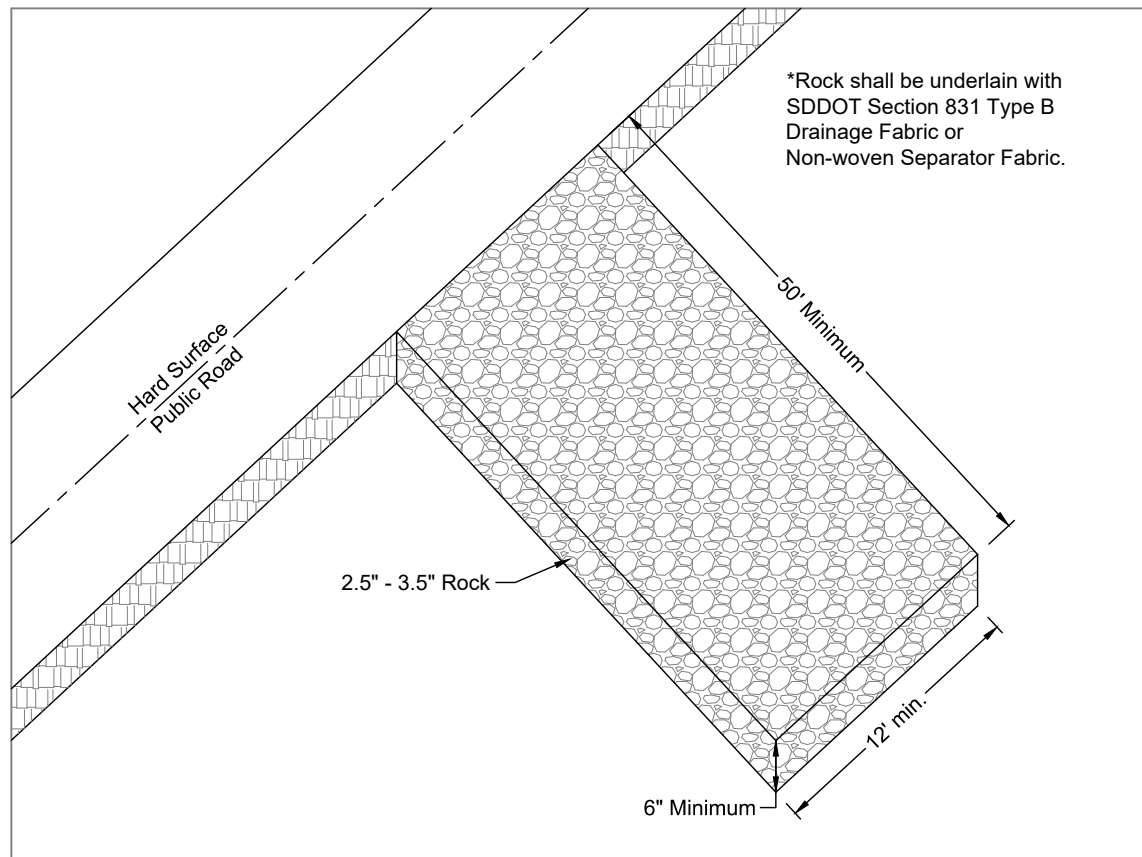 *Rock shall be underlain with
SDDOT Section 831 Type B
Drainage Fabric or
Non-woven Separator Fabric.
50' Minimum
Hard Surface
Public Road
2.5" - 3.5" Rock
12' min.
6" Minimum